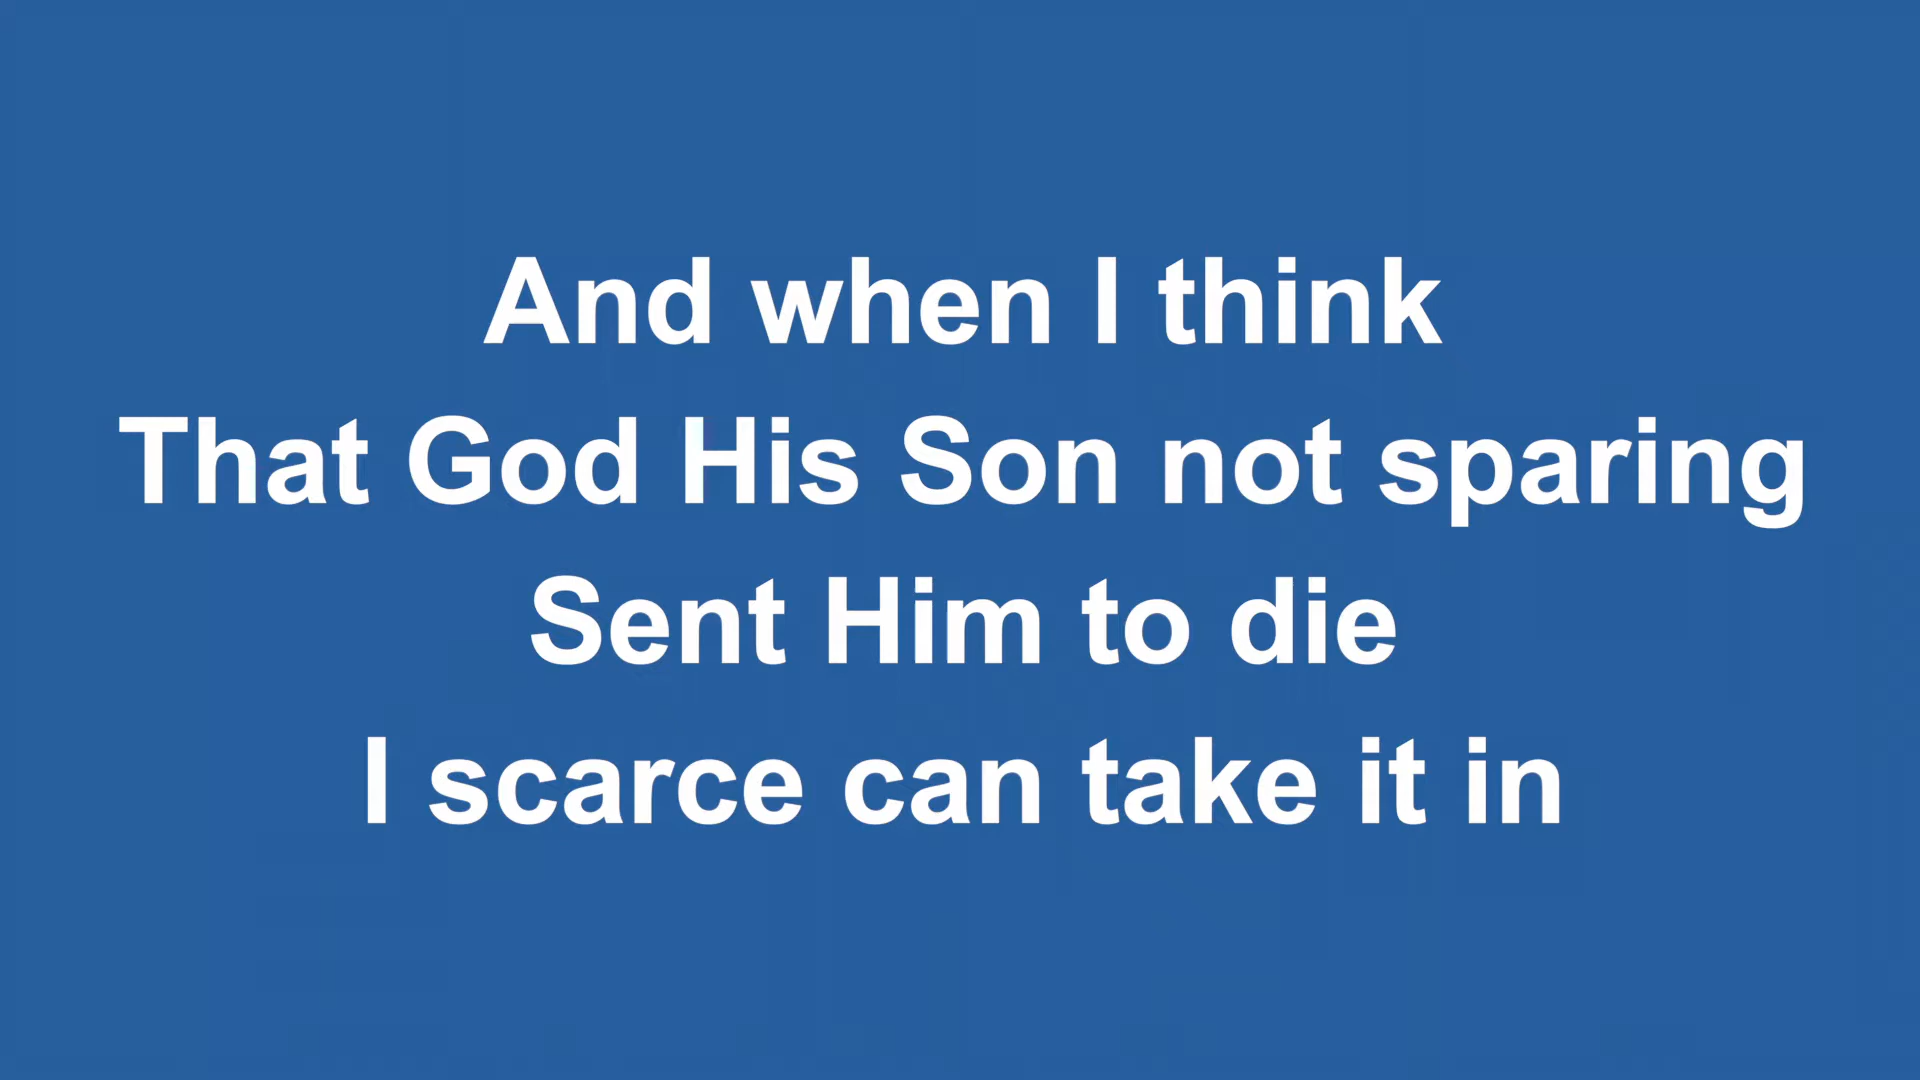 And when I think
That God His Son not sparing
Sent Him to die
I scarce can take it in